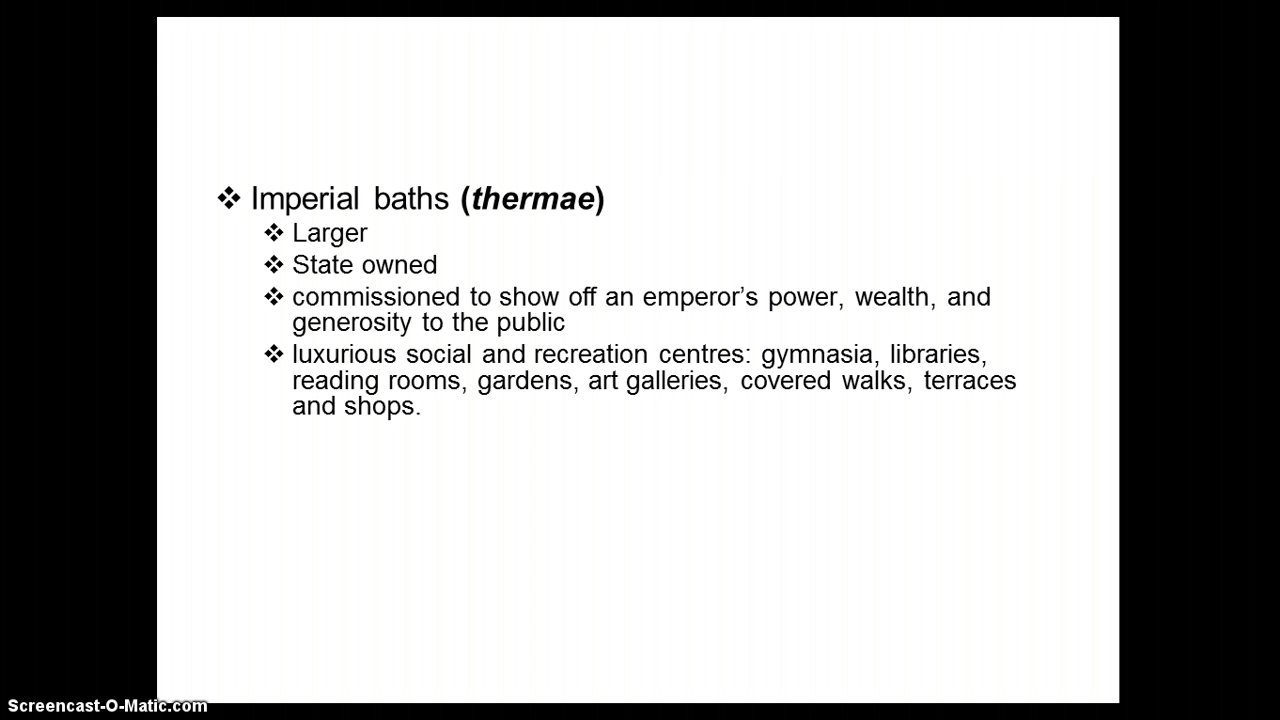 ❖ Imperial baths (thermae)
❖ Larger
❖ State owned
❖ commissioned to show off an emperor’s power, wealth, and
generosity to the public
❖ luxurious social and recreation centres: gymnasia, libraries,
reading rooms, gardens, art galleries, covered walks, terraces
and shops.
Screencast-O-Matic.com